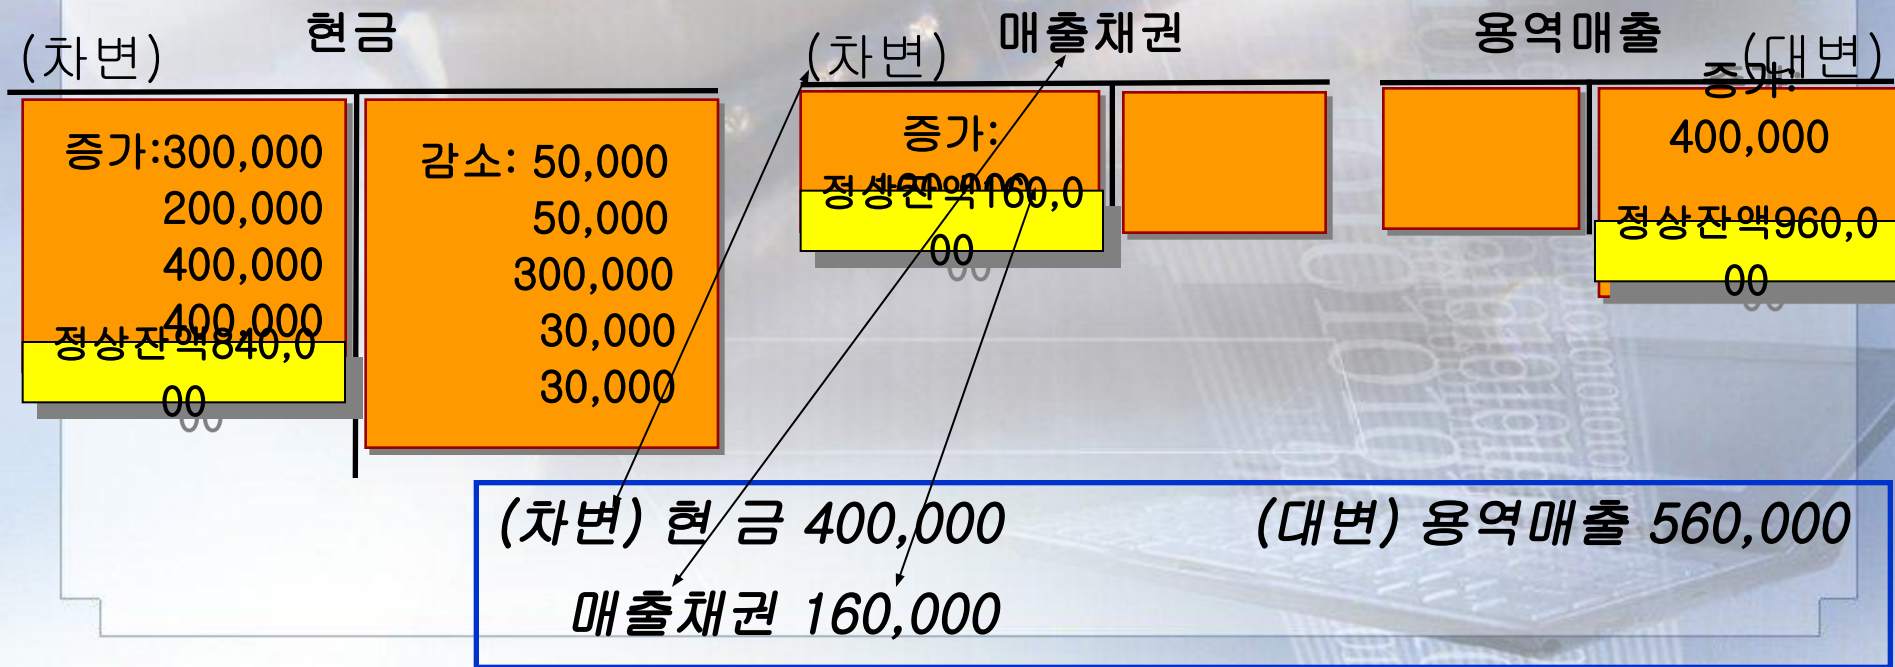 현금
(차변)
증가:300,000
200,000
400,000
400,000
정상잔액840,0
00
감소: 50,000
50,000
300,000
30,000
30,000
매출채권
(차변)
증가:
정상잔액160,0
00
용역매출
(대변)
증가:
400,000
정상잔액960,0
00
(차변) 현 금 400,000 (대변) 용역매출 560,000
매출채권 160,000